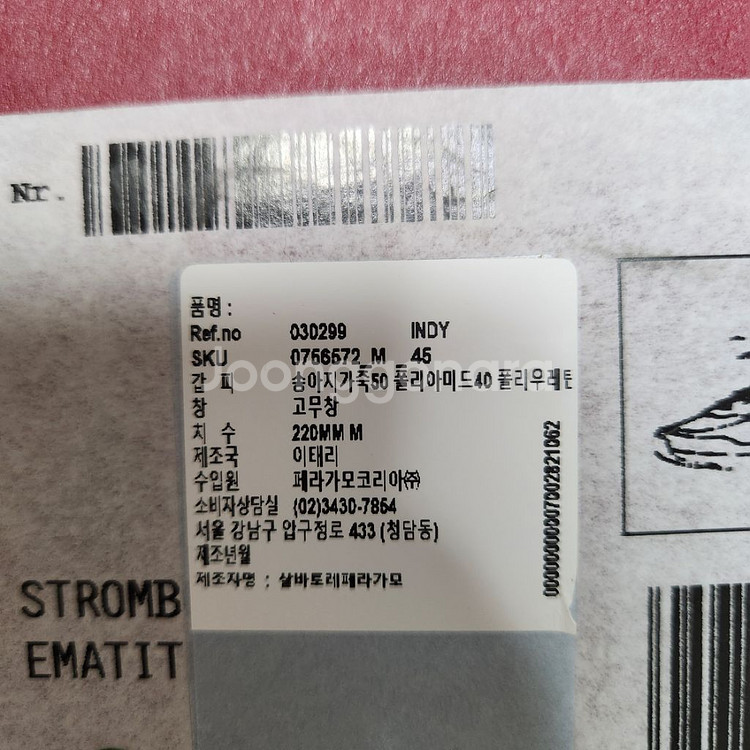 Nr.
품명 :
Ref.no 030299 INDY
SKU 0756572_M 45
갑 피 송아지가죽50 폴리아미드40 폴리우레탄
창 고무창
치 수 220MM M
제조국 이태리
수입원 페라가모코리아㈜
소비자상담실 (02)3430-7854
서울 강남구 압구정로 433 (청담동)
제조년월
제조자명 : 살바토레페라가모
STROMB
EMATIT
Joonggonara